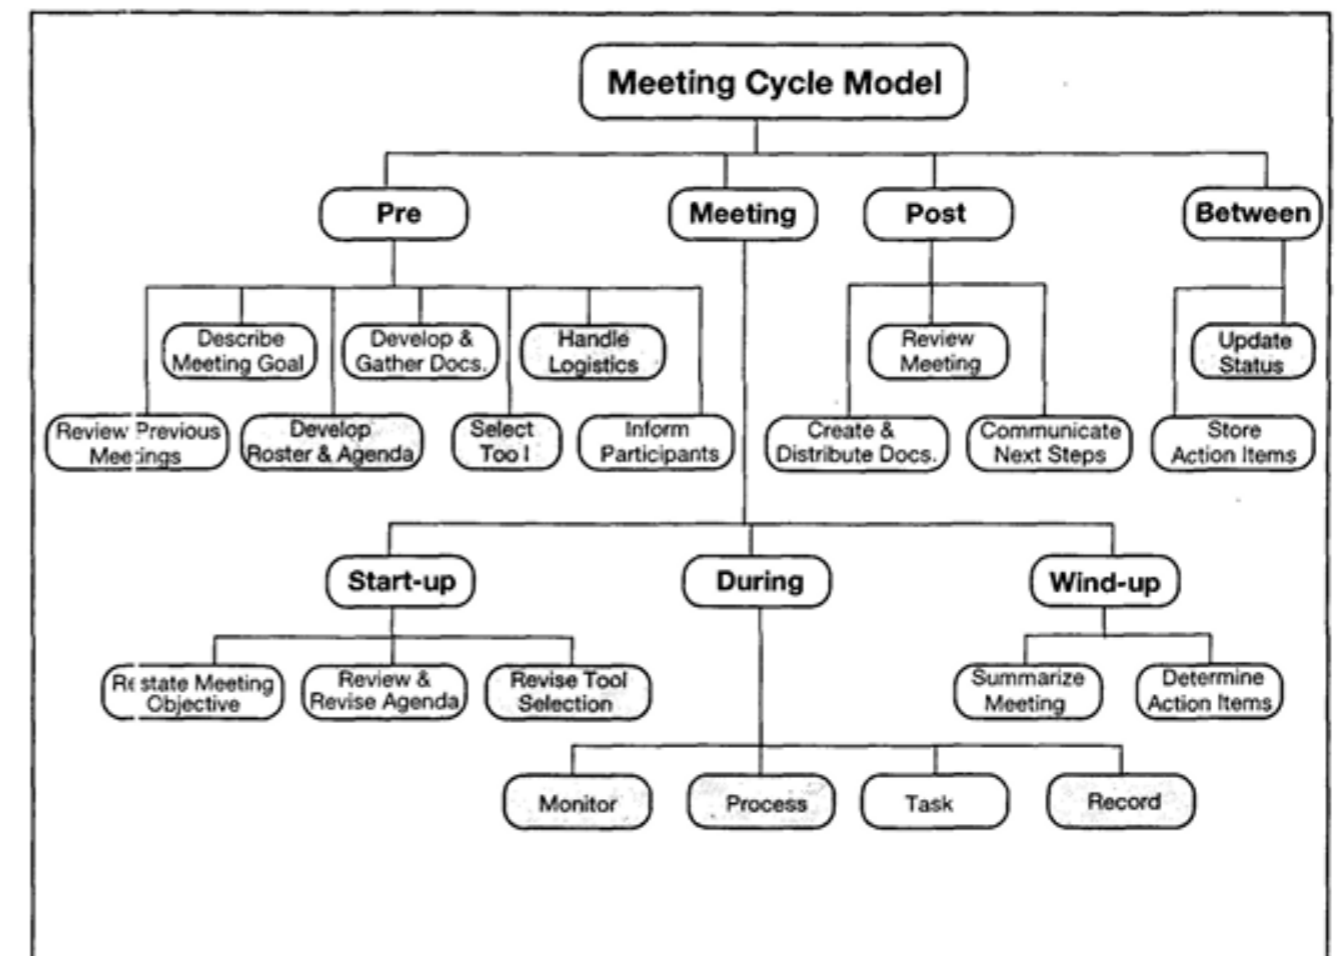 Meeting Cycle Model
Pre
Meeting
Post
Between
Describe
Meeting Goal
Develop &
Gather Docs.
Handle
Logistics
Review
Meeting
Update
Status
Review Previous
Meetings
Develop
Roster & Agenda
Select
Tool
Inform
Participants
Create &
Distribute Docs.
Communicate
Next Steps
Store
Action Items
Start-up
During
Wind-up
Restate Meeting
Objective
Review &
Revise Agenda
Revise Tool
Selection
Summarize
Meeting
Determine
Action Items
Monitor
Process
Task
Record